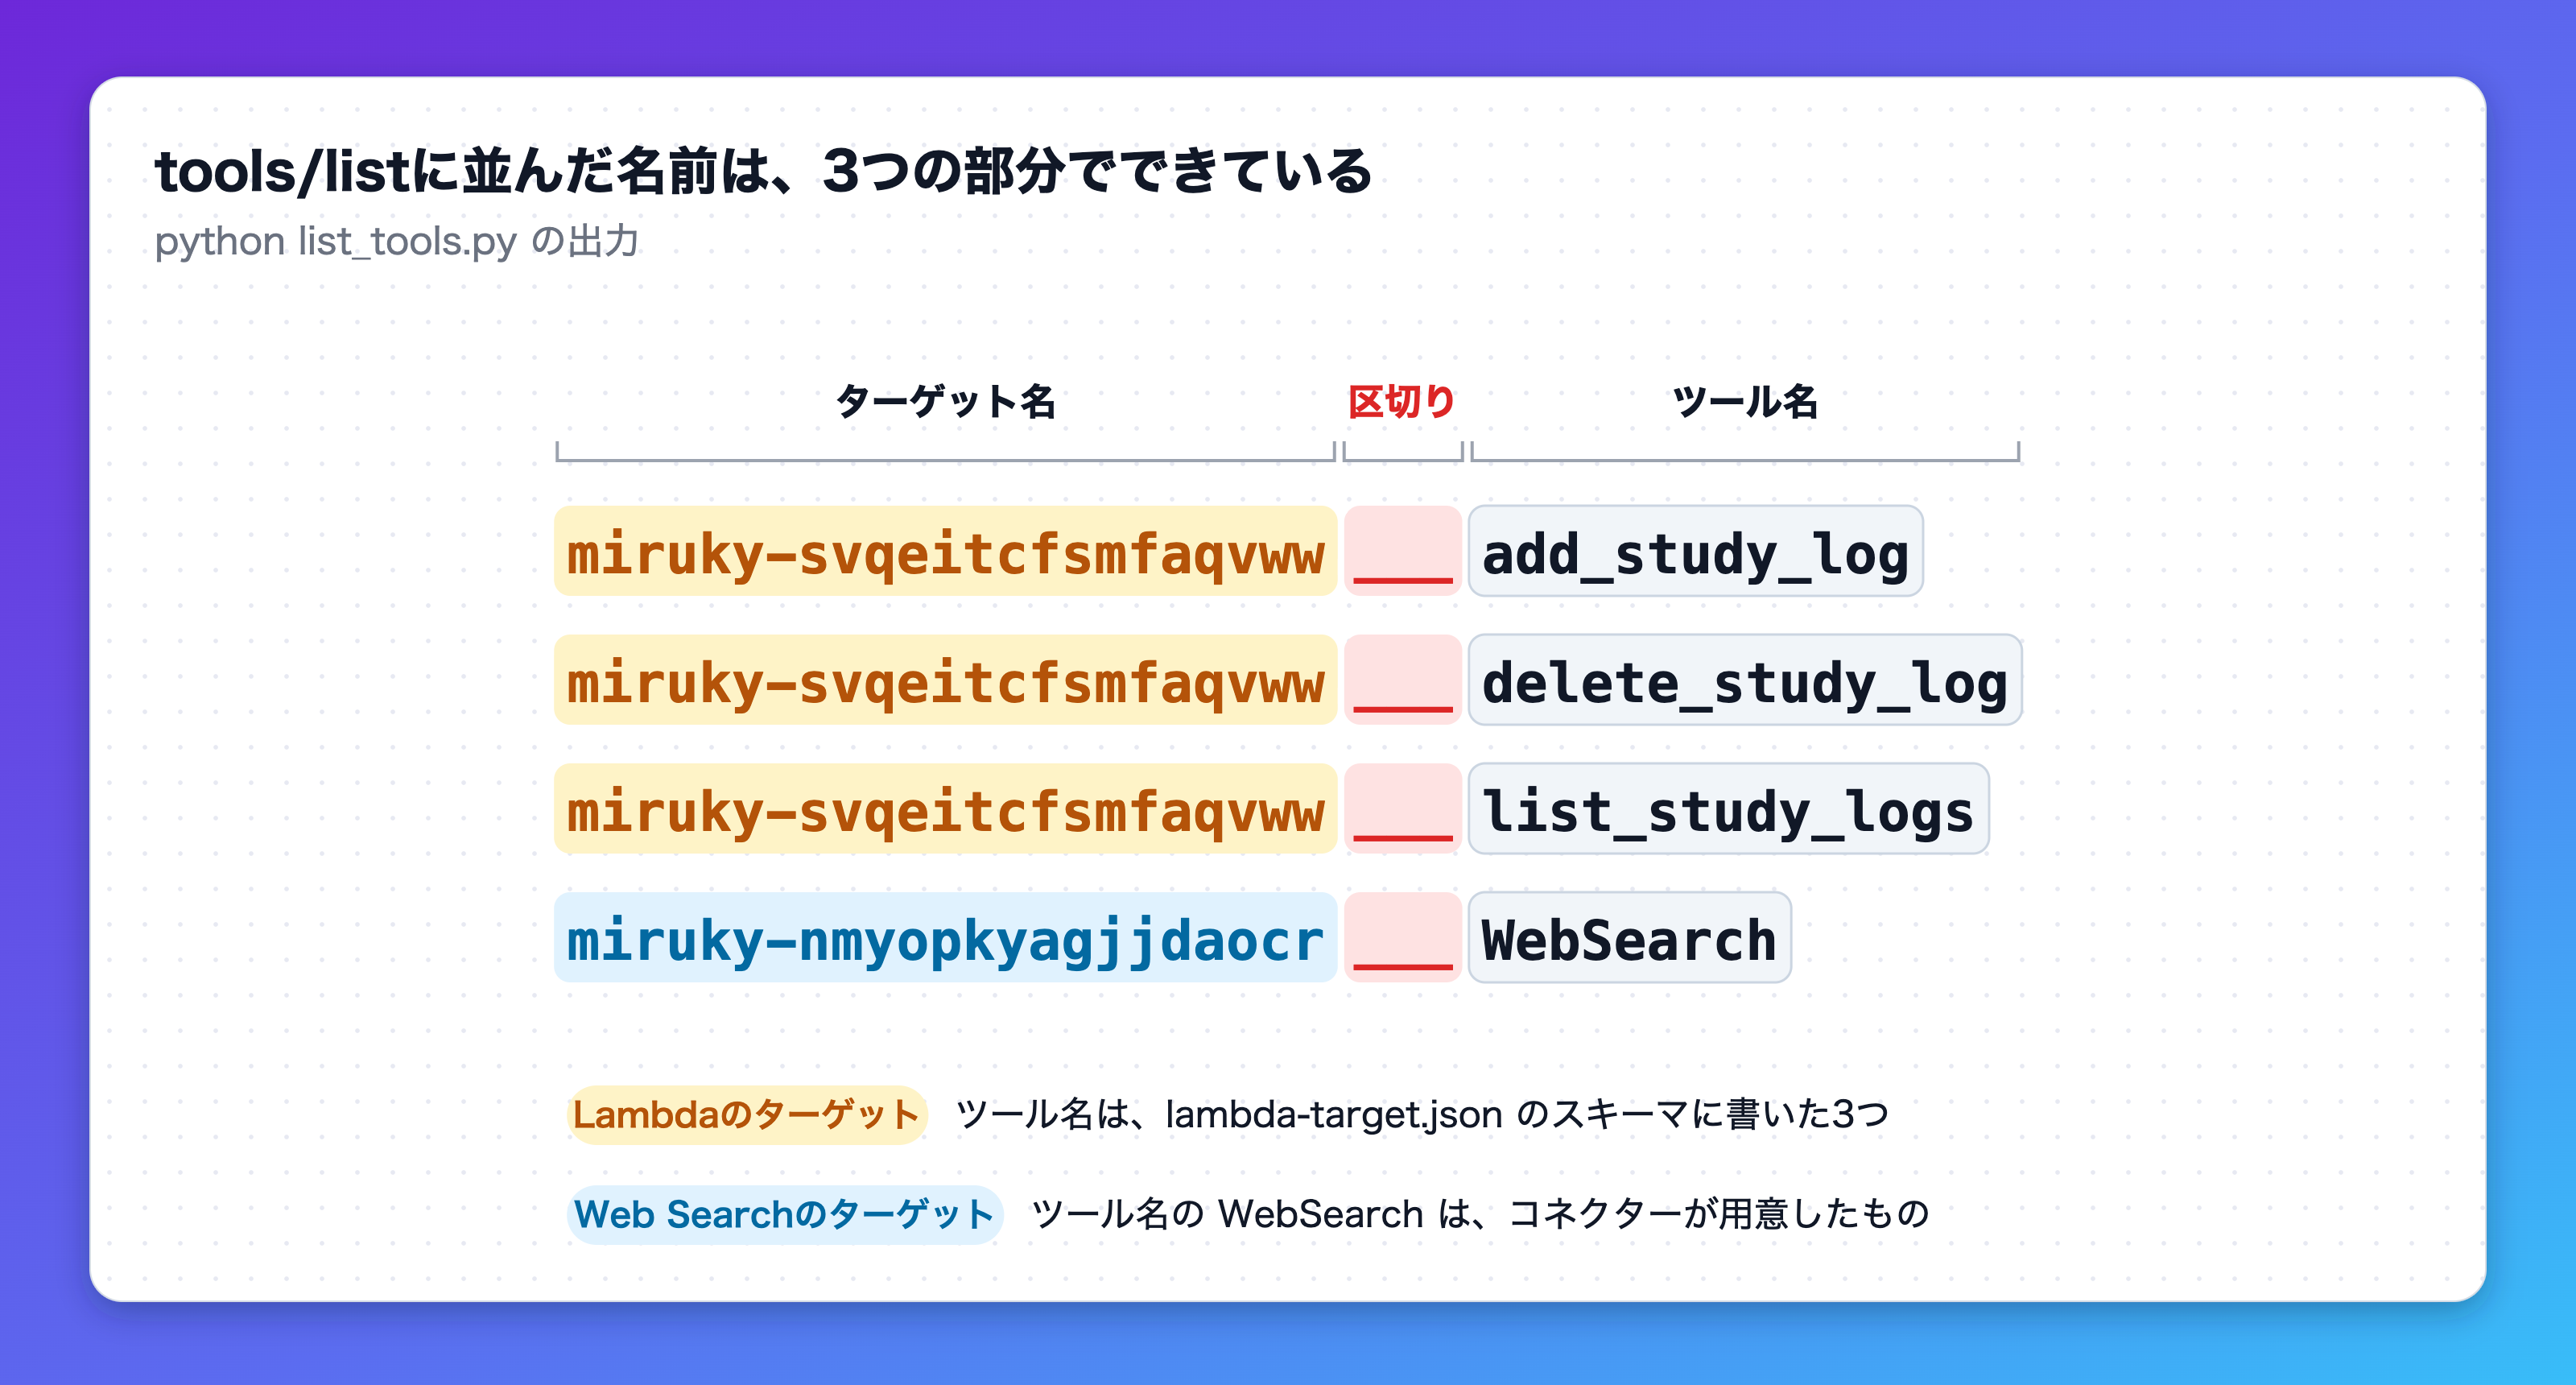 tools/listに並んだ名前は、3つの部分でできている
python list_tools.py の出力
ターゲット名 区切り ツール名
miruky-svqeitcfsmfaqvww ___ add_study_log
miruky-svqeitcfsmfaqvww ___ delete_study_log
miruky-svqeitcfsmfaqvww ___ list_study_logs
miruky-nmyopkyagjjdaocr ___ WebSearch
Lambdaのターゲット ツール名は、lambda-target.json のスキーマに書いた3つ
Web Searchのターゲット ツール名の WebSearch は、コネクターが用意したもの